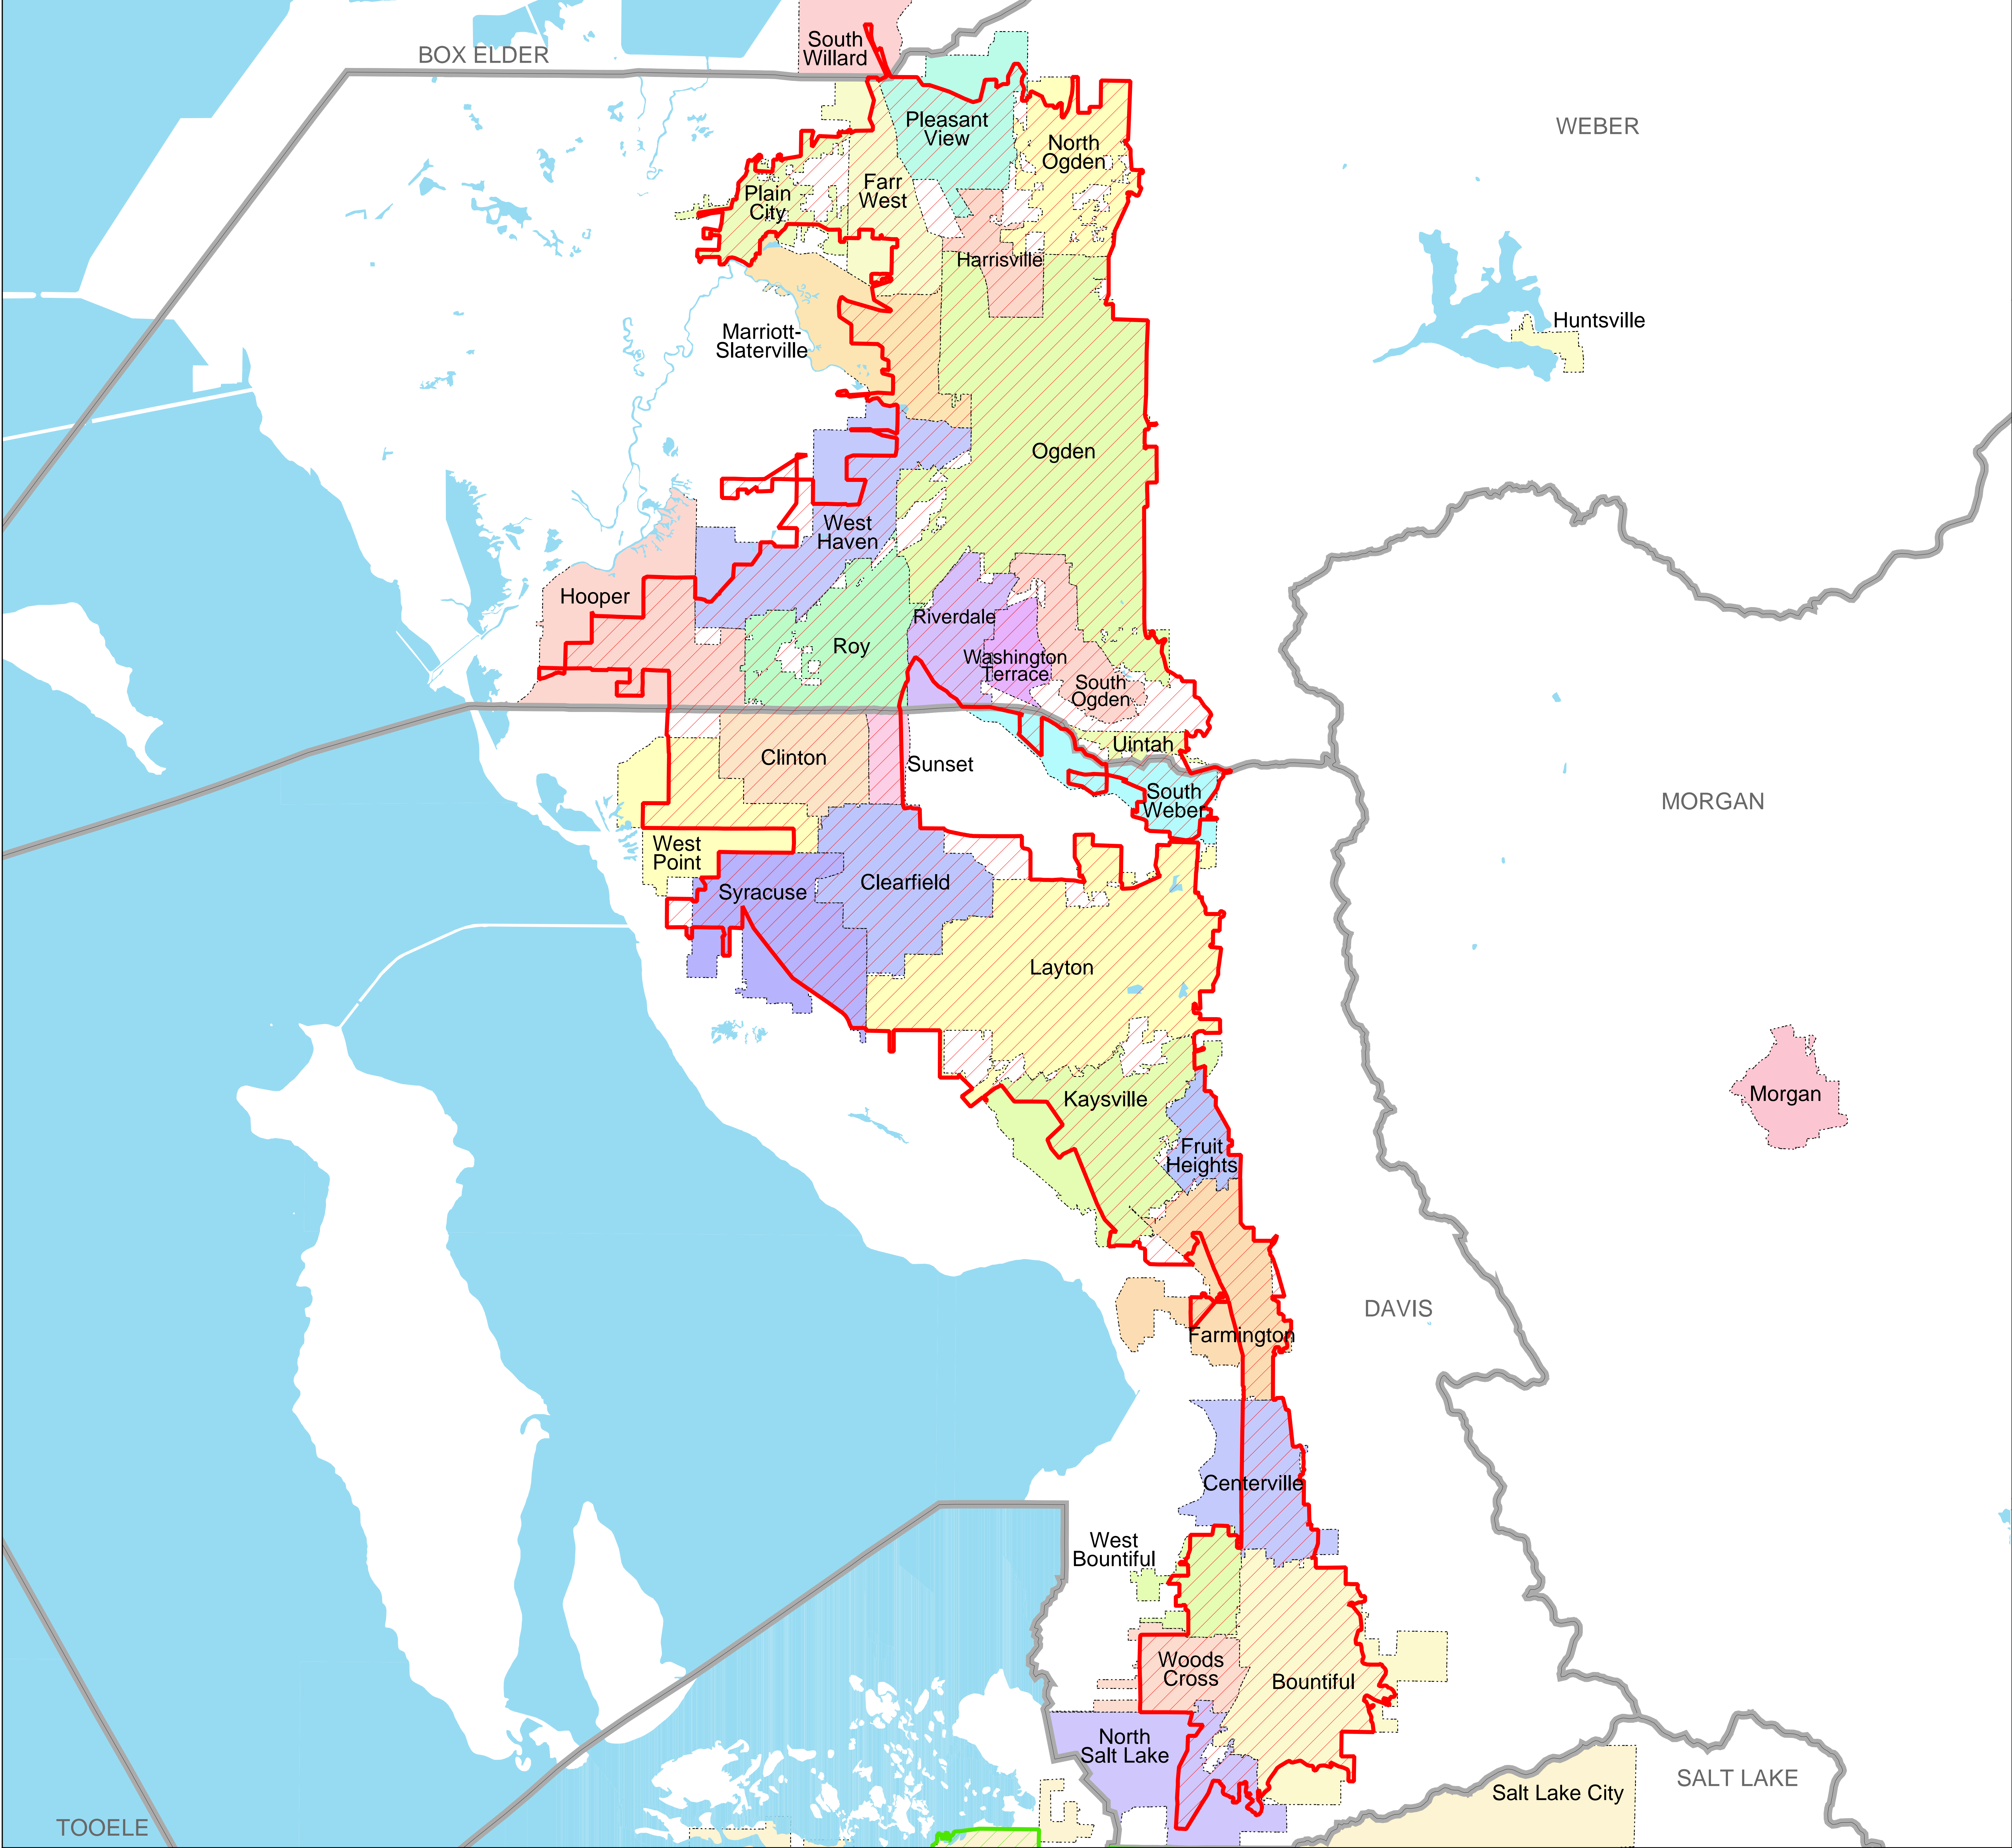 South
Willard
BOX ELDER
Pleasant
View
WEBER
North
Ogden
Farr
West
Plain
City
Harrisville
Huntsville
Marriott-
Slaterville
Ogden
West
Haven
Hooper
Riverdale
Roy
Washington
Terrace
South
Ogden
Uintah
Clinton
Sunset
South
Weber
MORGAN
West
Point
Syracuse
Clearfield
Layton
Kaysville
Morgan
Fruit
Heights
DAVIS
Farmington
Centerville
West
Bountiful
Woods
Cross
Bountiful
North
Salt Lake
SALT LAKE
Salt Lake City
TOOELE